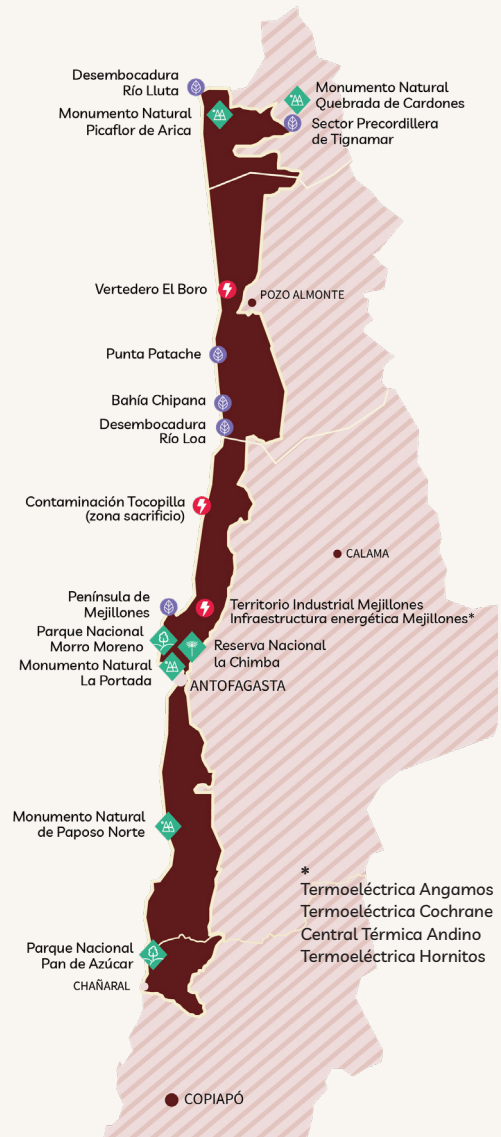 Desembocadura
Río Lluta
Monumento Natural
Quebrada de Cardones
Monumento Natural
Picaflor de Arica
Sector Precordillera
de Tignamar
Vertedero El Boro
POZO ALMONTE
Punta Patache
Bahía Chipana
Desembocadura
Río Loa
Contaminación Tocopilla
(zona sacrificio)
CALAMA
Península de
Mejillones
Territorio Industrial Mejillones
Infraestructura energética Mejillones*
Parque Nacional
Morro Moreno
Reserva Nacional
la Chimba
Monumento Natural
La Portada
ANTOFAGASTA
Monumento Natural
de Paposo Norte
*
Termoeléctrica Angamos
Termoeléctrica Cochrane
Central Térmica Andino
Termoeléctrica Hornitos
Parque Nacional
Pan de Azúcar
CHAÑARAL
COPIAPÓ